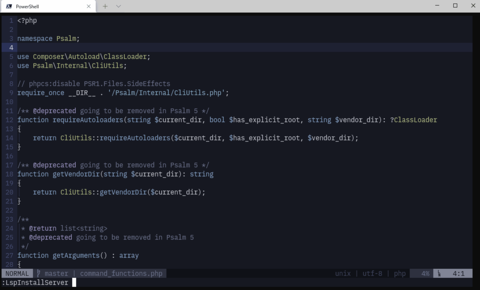 PowerShell
1 <?php
2
3 namespace Psalm;
4
5 use Composer\Autoload\ClassLoader;
6 use Psalm\Internal\CliUtils;
7
8 // phpcs:disable PSR1.Files.SideEffects
9 require_once __DIR__ . '/Psalm/Internal/CliUtils.php';
10
11 /** @deprecated going to be removed in Psalm 5 */
12 function requireAutoloaders(string $current_dir, bool $has_explicit_root, string $vendor_dir): ?ClassLoader
13 {
14     return CliUtils::requireAutoloaders($current_dir, $has_explicit_root, $vendor_dir);
15 }
16
17 /** @deprecated going to be removed in Psalm 5 */
18 function getVendorDir(string $current_dir): string
19 {
20     return CliUtils::getVendorDir($current_dir);
21 }
22
23 /**
24  * @return list<string>
25  * @deprecated going to be removed in Psalm 5
26  */
27 function getArguments() : array
28 {
NORMAL master | command_functions.php unix | utf-8 | php 4% 4:1
:LspInstallServer